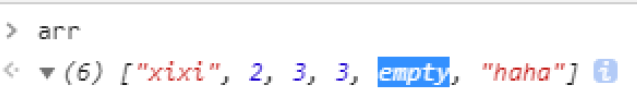 > arr
(6) ["xixi", 2, 3, 3, empty, "haha"] i